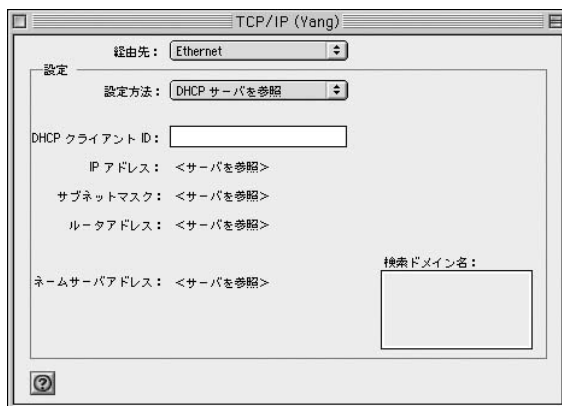 TCP/IP (Yang)
経由先： Ethernet
設定
設定方法： DHCP サーバを参照
DHCP クライアント ID：
IP アドレス： <サーバを参照>
サブネットマスク： <サーバを参照>
ルータアドレス： <サーバを参照>
検索ドメイン名：
ネームサーバアドレス： <サーバを参照>
?